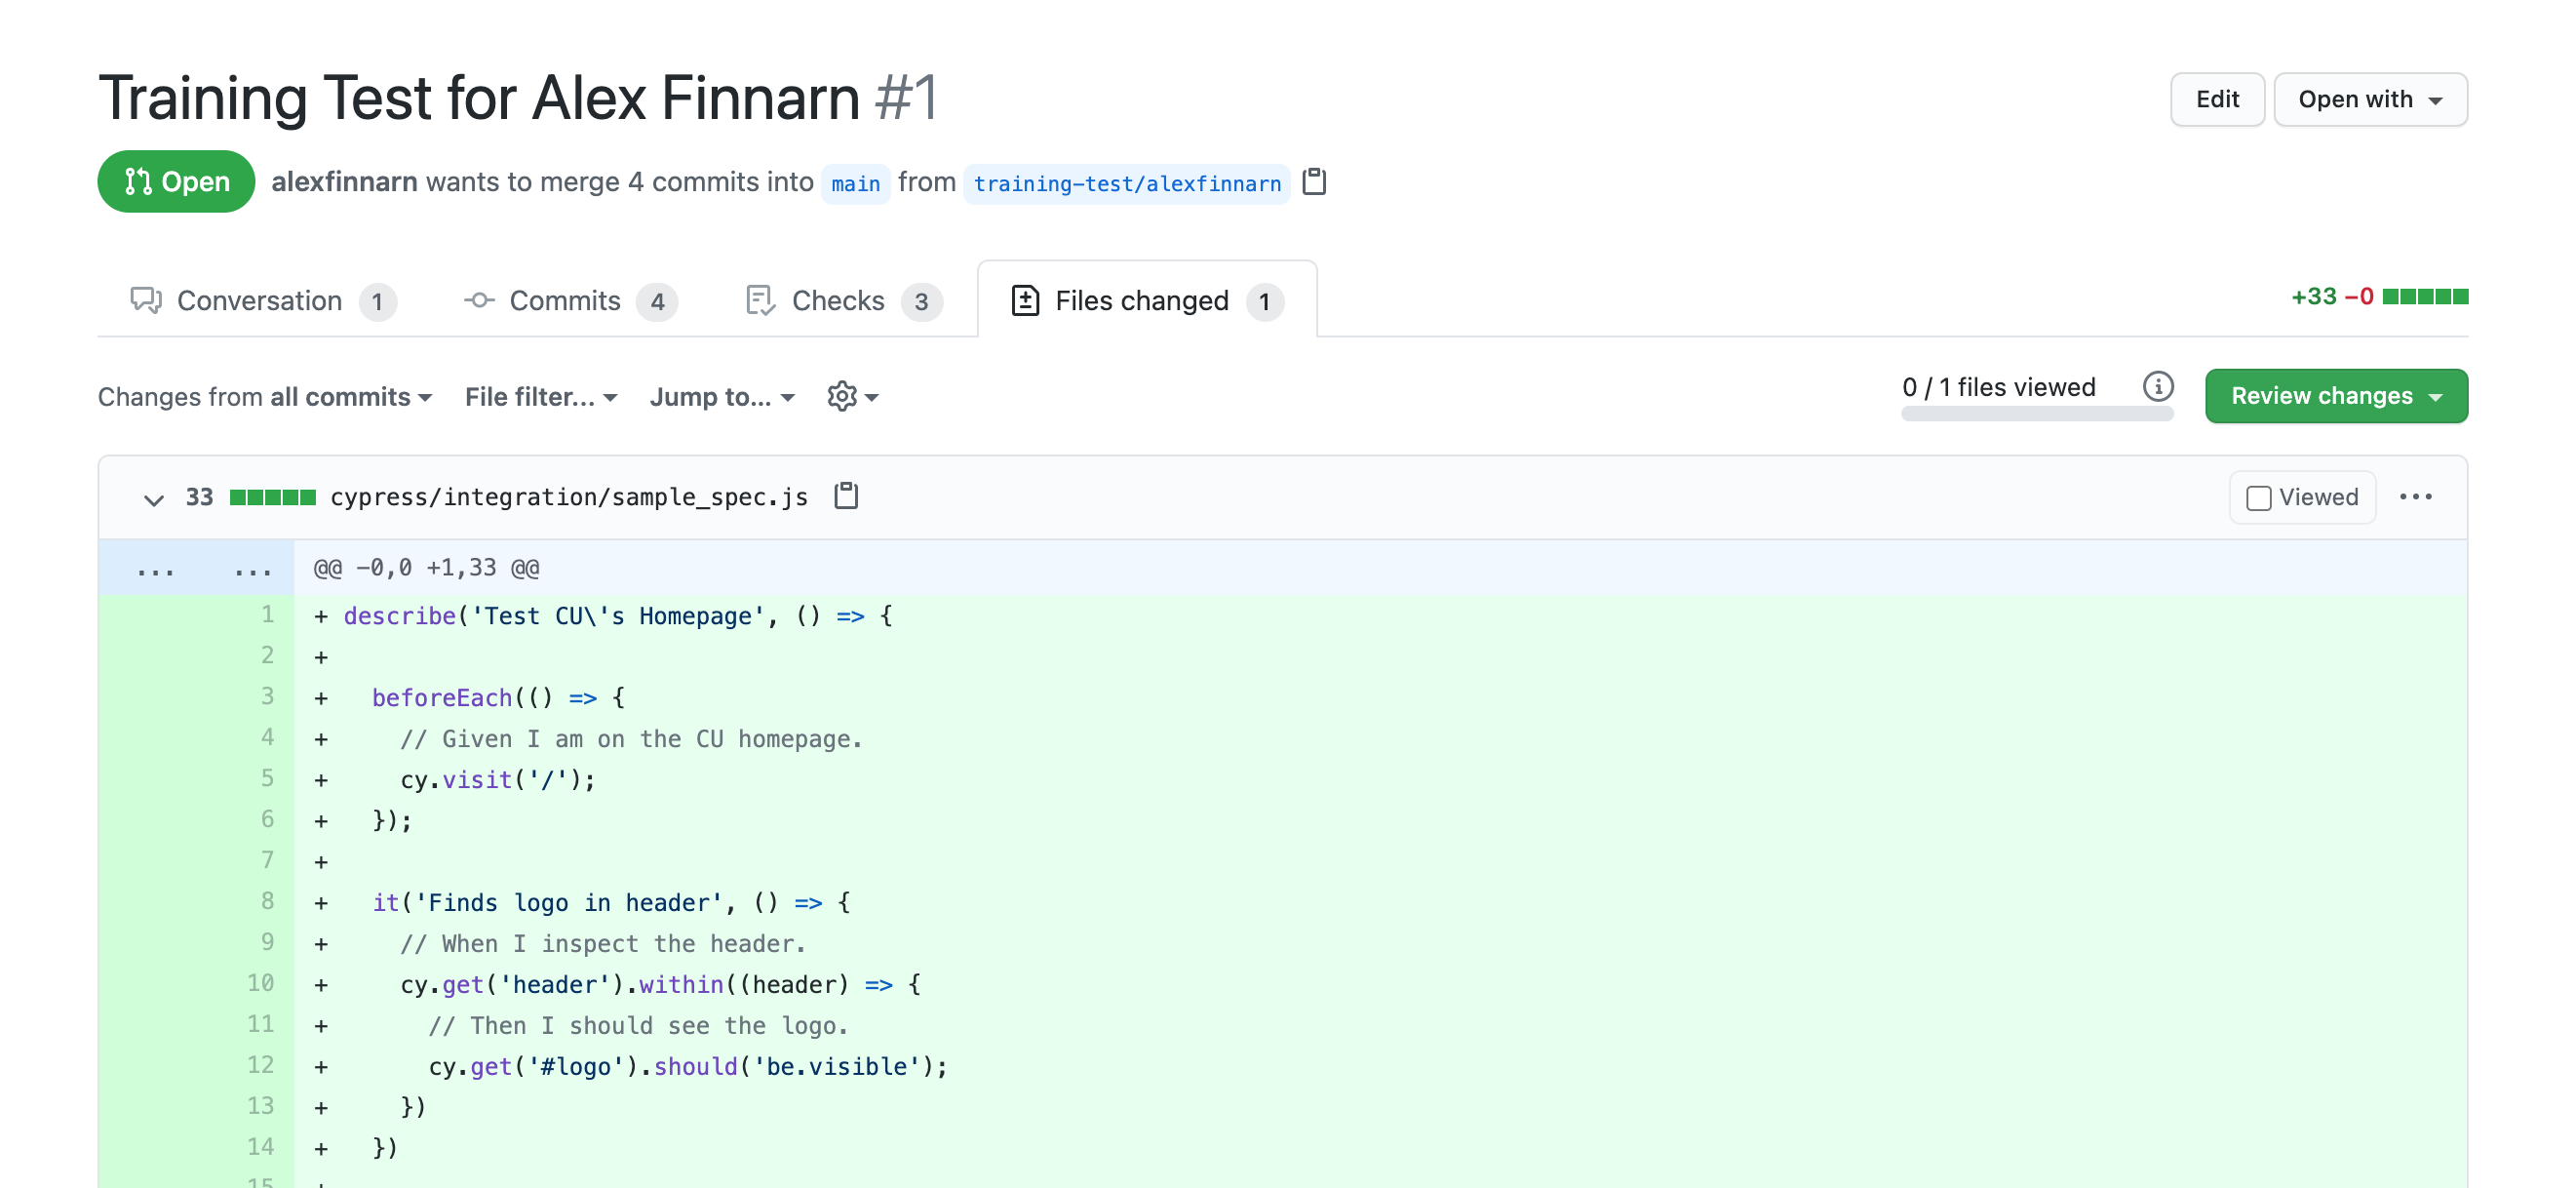 Training Test for Alex Finnarn #1
Edit
Open with
Open
alexfinnarn wants to merge 4 commits into main from training-test/alexfinnarn
Conversation 1
Commits 4
Checks 3
Files changed 1
+33 −0
Changes from all commits
File filter...
Jump to...
0 / 1 files viewed
Review changes
33 cypress/integration/sample_spec.js
Viewed
... ... @@ -0,0 +1,33 @@
1 + describe('Test CU\'s Homepage', () => {
2 +
3 + beforeEach(() => {
4 + // Given I am on the CU homepage.
5 + cy.visit('/');
6 + });
7 +
8 + it('Finds logo in header', () => {
9 + // When I inspect the header.
10 + cy.get('header').within((header) => {
11 + // Then I should see the logo.
12 + cy.get('#logo').should('be.visible');
13 + })
14 + })
15 +